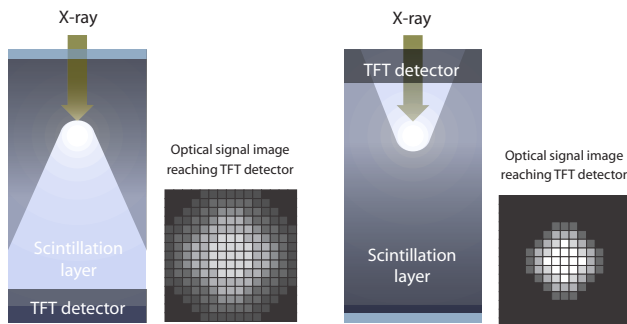 X-ray
Optical signal image
reaching TFT detector
Scintillation
layer
TFT detector
X-ray
TFT detector
Optical signal image
reaching TFT detector
Scintillation
layer